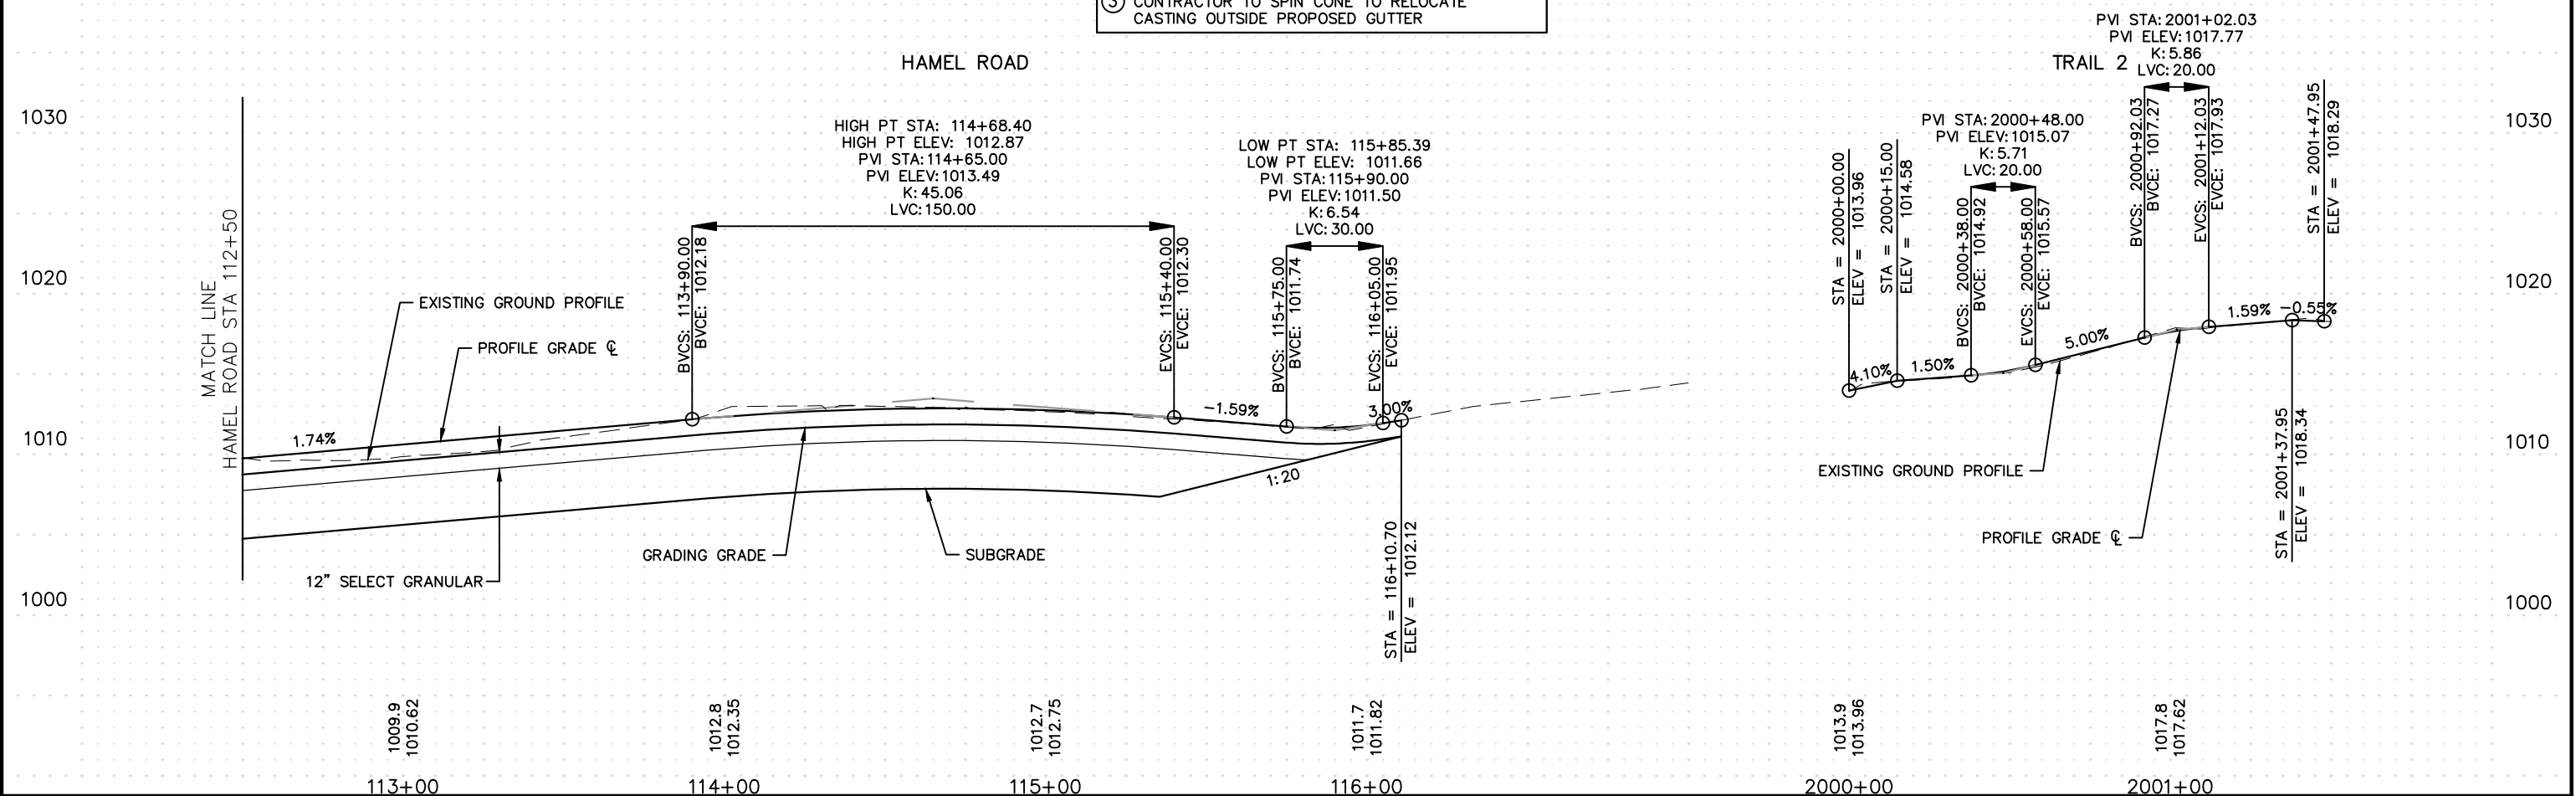 ③ CONTRACTOR TO SPIN CONE TO RELOCATE
CASTING OUTSIDE PROPOSED GUTTER
HAMEL ROAD
TRAIL 2
1030
1020
1010
1000
MATCH LINE
HAMEL ROAD STA 112+50
EXISTING GROUND PROFILE
PROFILE GRADE ℄
1.74%
12" SELECT GRANULAR
HIGH PT STA: 114+68.40
HIGH PT ELEV: 1012.87
PVI STA:114+65.00
PVI ELEV:1013.49
K:45.06
LVC:150.00
BVCS: 113+90.00
BVCE: 1012.18
EVCS: 115+40.00
EVCE: 1012.30
GRADING GRADE
SUBGRADE
-1.59%
LOW PT STA: 115+85.39
LOW PT ELEV: 1011.66
PVI STA:115+90.00
PVI ELEV:1011.50
K:6.54
LVC:30.00
BVCS: 115+75.00
BVCE: 1011.74
EVCS: 116+05.00
EVCE: 1011.95
3.00%
1:20
STA = 116+10.70
ELEV = 1012.12
STA = 2000+00.00
ELEV = 1013.96
STA = 2000+15.00
ELEV = 1014.58
4.10%
1.50%
PVI STA:2000+48.00
PVI ELEV:1015.07
K:5.71
LVC:20.00
BVCS: 2000+38.00
BVCE: 1014.92
EVCS: 2000+58.00
EVCE: 1015.57
5.00%
PVI STA:2001+02.03
PVI ELEV:1017.77
K:5.86
LVC:20.00
BVCS: 2000+92.03
BVCE: 1017.27
EVCS: 2001+12.03
EVCE: 1017.93
1.59%
-0.55%
STA = 2001+47.95
ELEV = 1018.29
STA = 2001+37.95
ELEV = 1018.34
EXISTING GROUND PROFILE
PROFILE GRADE ℄
1030
1020
1010
1000
1009.9
1010.62
1012.8
1012.35
1012.7
1012.75
1011.7
1011.82
1013.9
1013.96
1017.8
1017.62
113+00
114+00
115+00
116+00
2000+00
2001+00